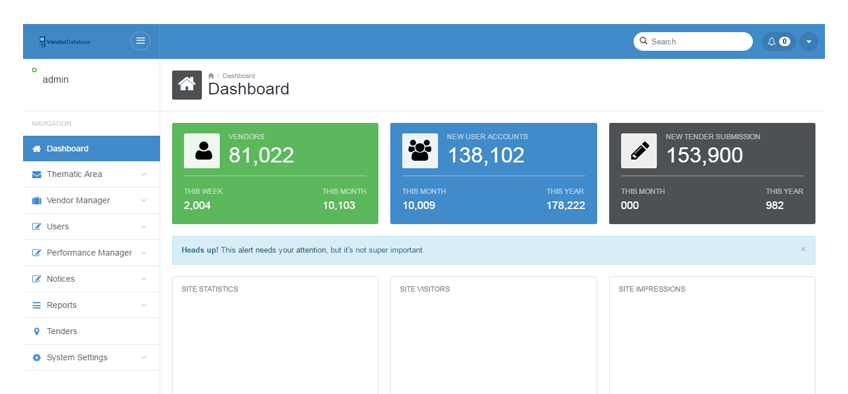 VendorDatabase
Search
0
admin
/ Dashboard
Dashboard
NAVIGATION
Dashboard
Thematic Area
Vendor Manager
Users
Performance Manager
Notices
Reports
Tenders
System Settings
VENDORS
81,022
THIS WEEK
THIS MONTH
2,004
10,103
NEW USER ACCOUNTS
138,102
THIS MONTH
THIS YEAR
10,009
178,222
NEW TENDER SUBMISSION
153,900
THIS MONTH
THIS YEAR
000
982
Heads up! This alert needs your attention, but it's not super important.
×
SITE STATISTICS
SITE VISITORS
SITE IMPRESSIONS